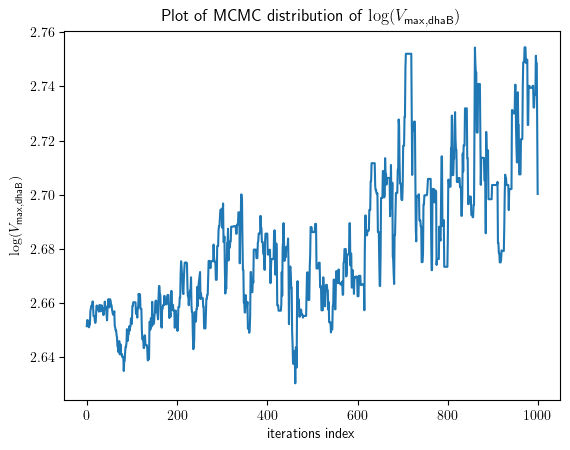 Plot of MCMC distribution of log(V_max,dhaB)
2.76
2.74
2.72
2.70
2.68
2.66
2.64
log(V_max,dhaB)
0 200 400 600 800 1000
iterations index